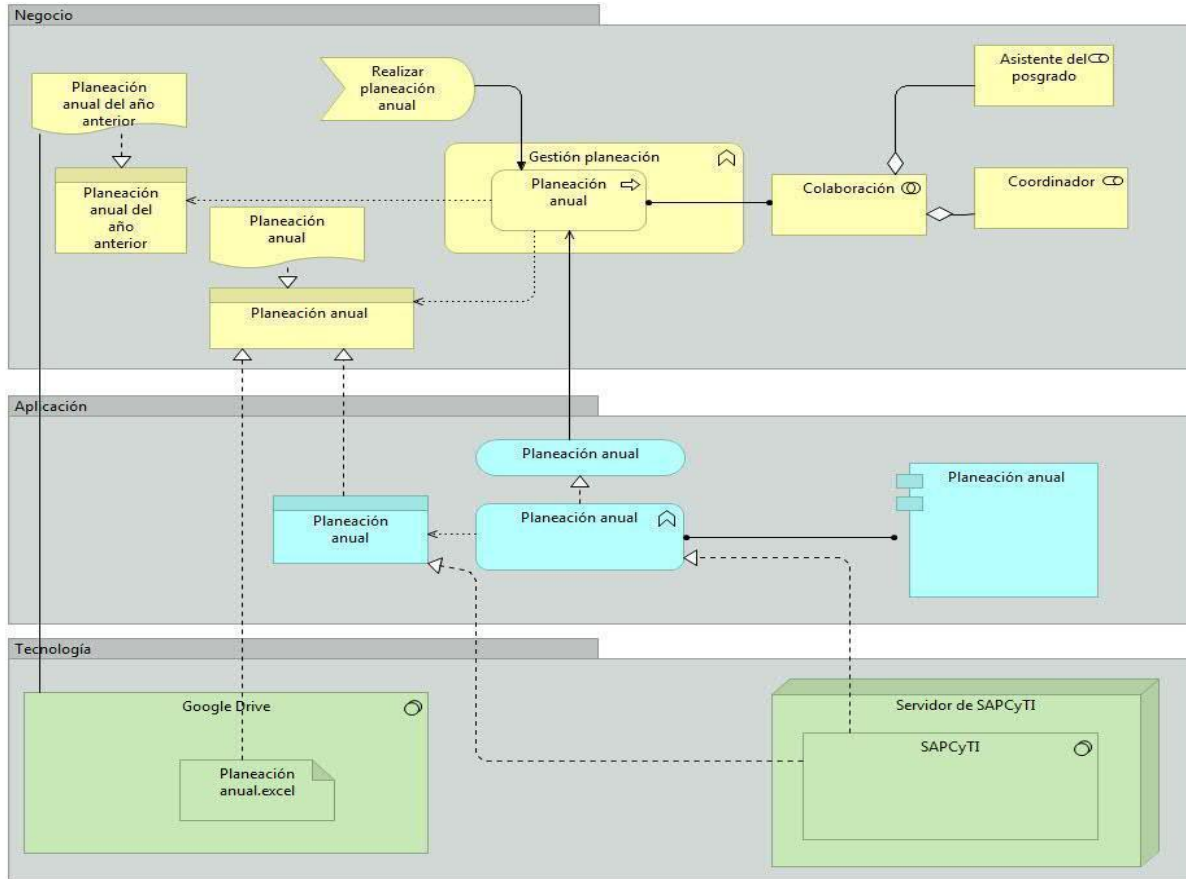 Negocio
Planeación
anual del año
anterior
Realizar
planeación
anual
Asistente del
posgrado
Gestión planeación
Planeación
anual
Colaboración
Coordinador
Planeación
anual del
año
anterior
Planeación
anual
Planeación anual
Aplicación
Planeación anual
Planeación anual
Planeación anual
Planeación
anual
Tecnología
Google Drive
Planeación
anual.excel
Servidor de SAPCyTI
SAPCyTI